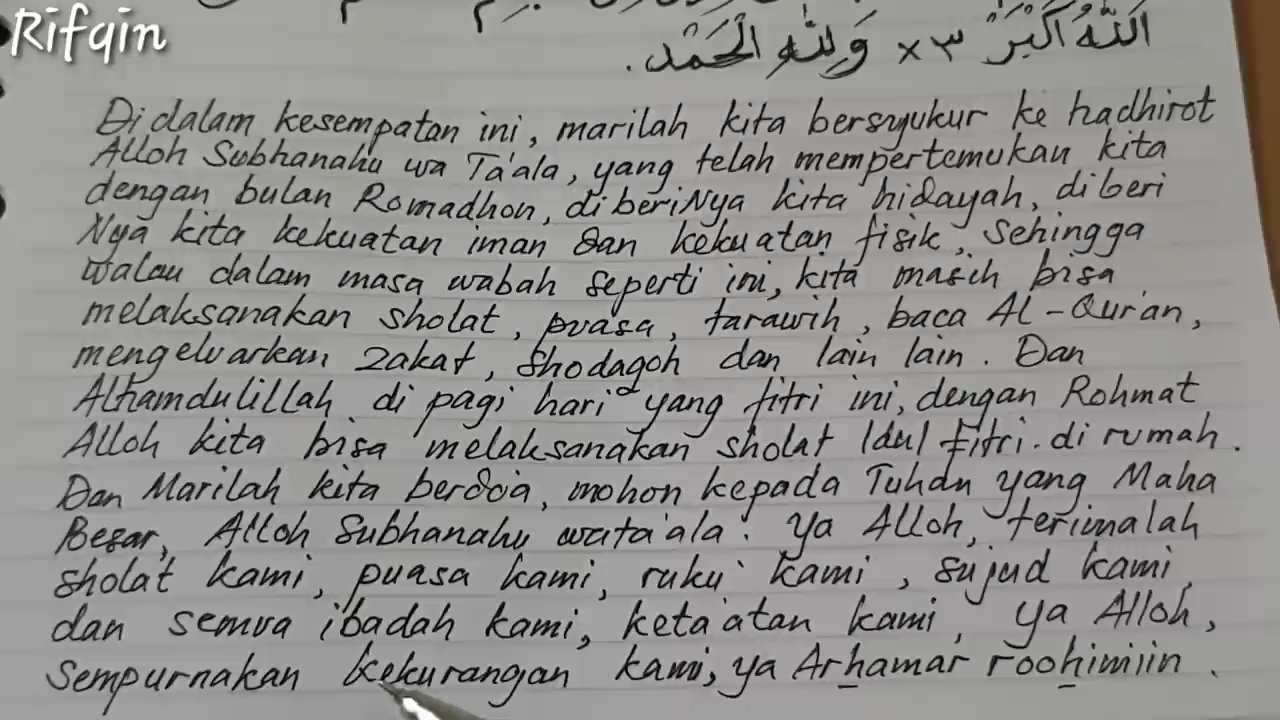 Rifqin
اَللّٰهُ اَكْبَرُ ٣× وَلِلّٰهِ الْحَمْدُ.
Di dalam kesempatan ini, marilah kita bersyukur ke hadhirot
Alloh Subhanahu wa Ta'ala, yang telah mempertemukan kita
dengan bulan Romadhon, diberiNya kita hidayah, diberi
Nya kita kekuatan iman dan kekuatan fisik, Sehingga
walau dalam masa wabah seperti ini, kita masih bisa
melaksanakan sholat, puasa, tarawih, baca Al-Qur'an,
mengeluarkan zakat, shodaqoh dan lain lain. Dan
Alhamdulillah di pagi hari yang fitri ini, dengan Rohmat
Alloh kita bisa melaksanakan sholat Idul fitri. di rumah.
Dan Marilah kita berdoa, mohon kepada Tuhan yang Maha
Besar, Alloh Subhanahu wata'ala. Ya Alloh, terimalah
sholat kami, puasa kami, ruku' kami, sujud kami,
dan semua ibadah kami, keta'atan kami, ya Alloh,
Sempurnakan kekurangan kami, ya Arhamar roohimiin.